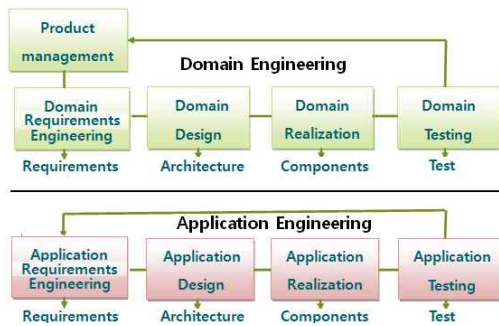 Product
management
Domain Engineering
Domain
Requirements
Engineering
Domain
Design
Domain
Realization
Domain
Testing
Requirements
Architecture
Components
Test
Application Engineering
Application
Requirements
Engineering
Application
Design
Application
Realization
Application
Testing
Requirements
Architecture
Components
Test